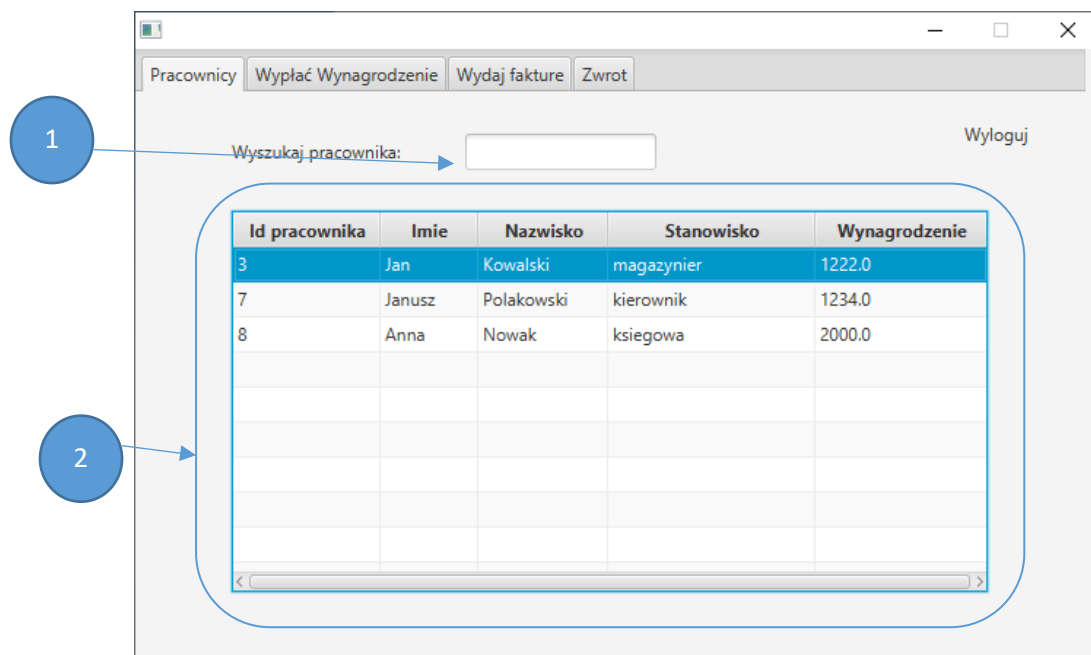 Pracownicy Wypłać Wynagrodzenie Wydaj fakture Zwrot
1
Wyszukaj pracownika:
Wyloguj
Id pracownika Imie Nazwisko Stanowisko Wynagrodzenie
3 Jan Kowalski magazynier 1222.0
7 Janusz Polakowski kierownik 1234.0
8 Anna Nowak ksiegowa 2000.0
2